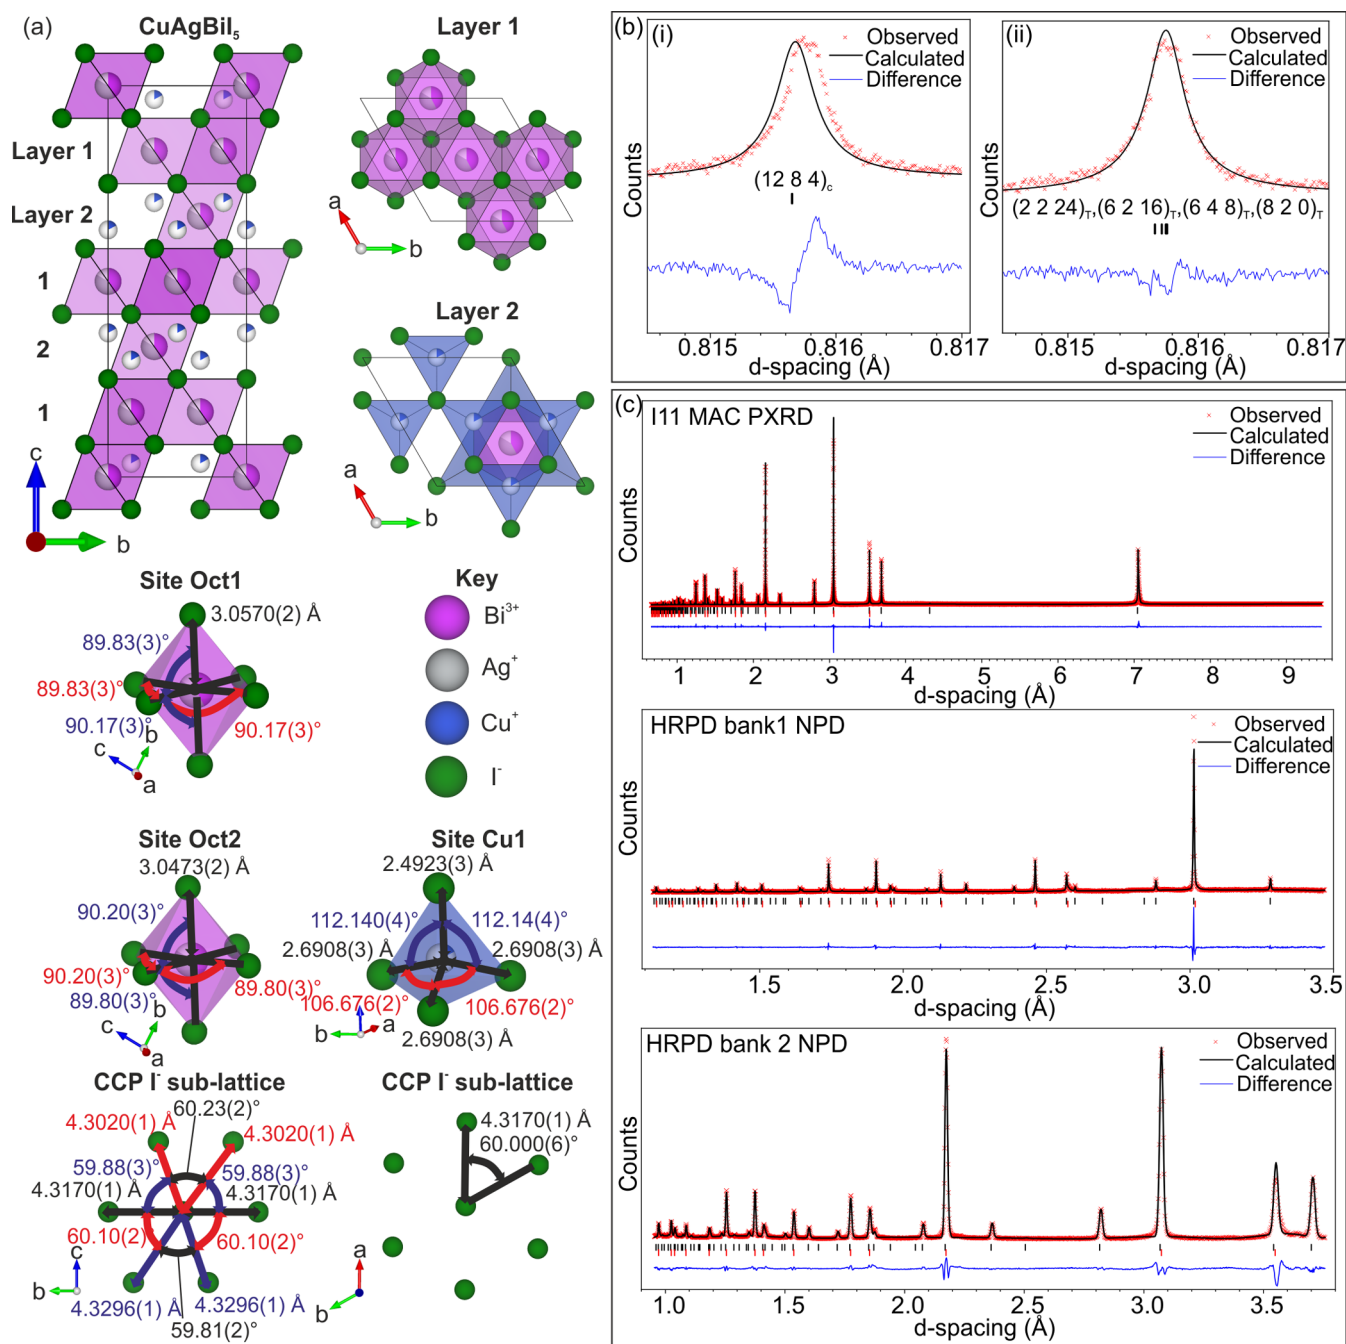 (a)
CuAgBiI₅
Layer 1
Layer 1
Layer 2
1
2
1
c
b
a
b
Layer 2
a
b
Site Oct1
3.0570(2) Å
89.83(3)°
89.83(3)°
90.17(3)°
90.17(3)°
b
c
a
Key
Bi³⁺
Ag⁺
Cu⁺
I⁻
Site Oct2
3.0473(2) Å
90.20(3)°
90.20(3)°
89.80(3)°
89.80(3)°
b
c
a
Site Cu1
2.4923(3) Å
112.140(4)°
112.14(4)°
2.6908(3) Å
2.6908(3) Å
106.676(2)°
106.676(2)°
2.6908(3) Å
b
a
CCP I⁻ sub-lattice
60.23(2)°
4.3020(1) Å
4.3020(1) Å
59.88(3)°
59.88(3)°
4.3170(1) Å
4.3170(1) Å
60.10(2)
60.10(2)°
c
b
4.3296(1) Å
4.3296(1) Å
59.81(2)°
CCP I⁻ sub-lattice
4.3170(1) Å
60.000(6)°
a
b
(b)
(i)
Observed
Calculated
Difference
Counts
(12 8 4)c
0.815
0.816
0.817
d-spacing (Å)
(ii)
Observed
Calculated
Difference
Counts
(2 2 24)T,(6 2 16)T,(6 4 8)T,(8 2 0)T
0.815
0.816
0.817
d-spacing (Å)
(c)
I11 MAC PXRD
Observed
Calculated
Difference
Counts
1 2 3 4 5 6 7 8 9
d-spacing (Å)
HRPD bank1 NPD
Observed
Calculated
Difference
Counts
1.5 2.0 2.5 3.0 3.5
d-spacing (Å)
HRPD bank 2 NPD
Observed
Calculated
Difference
Counts
1.0 1.5 2.0 2.5 3.0 3.5
d-spacing (Å)